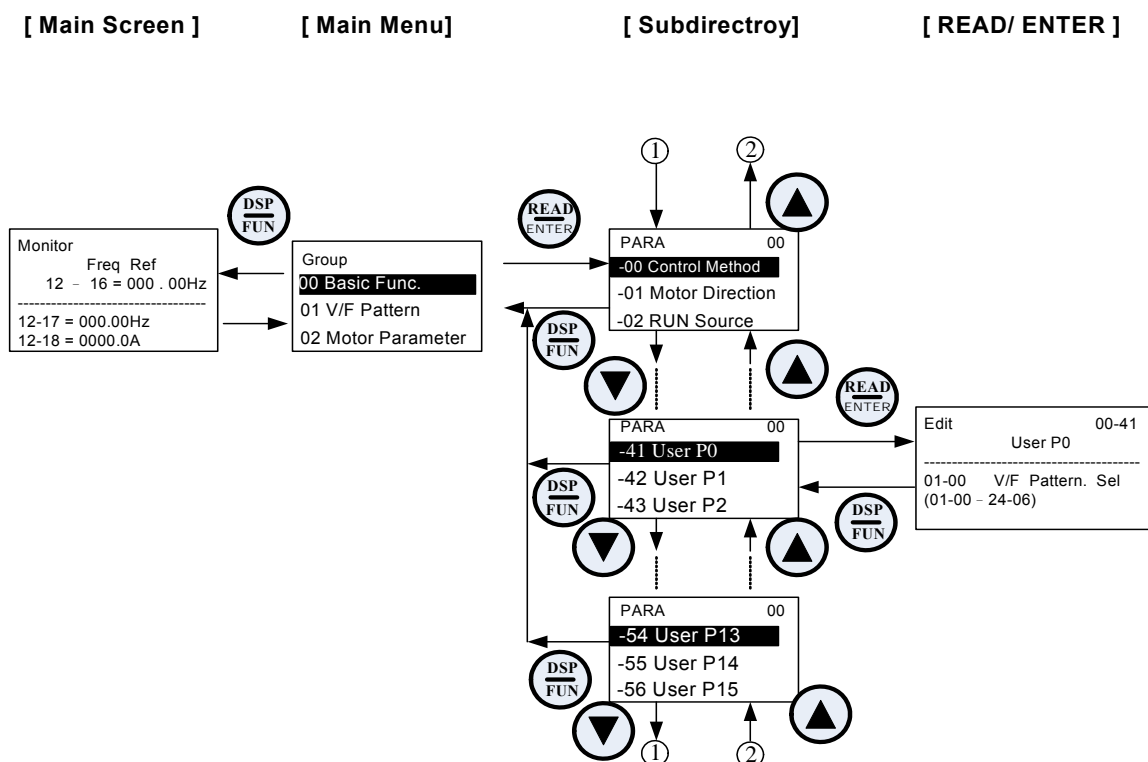 [ Main Screen ]
[ Main Menu]
[ Subdirectroy]
[ READ/ ENTER ]
DSP
FUN
Monitor
Freq Ref
12 - 16 = 000 . 00Hz
12-17 = 000.00Hz
12-18 = 0000.0A
Group
00 Basic Func.
01 V/F Pattern
02 Motor Parameter
READ
ENTER
1
2
PARA 00
-00 Control Method
-01 Motor Direction
-02 RUN Source
DSP
FUN
READ
ENTER
PARA 00
-41 User P0
-42 User P1
-43 User P2
DSP
FUN
Edit 00-41
User P0
01-00 V/F Pattern. Sel
(01-00 - 24-06)
DSP
FUN
PARA 00
-54 User P13
-55 User P14
-56 User P15
DSP
FUN
1
2